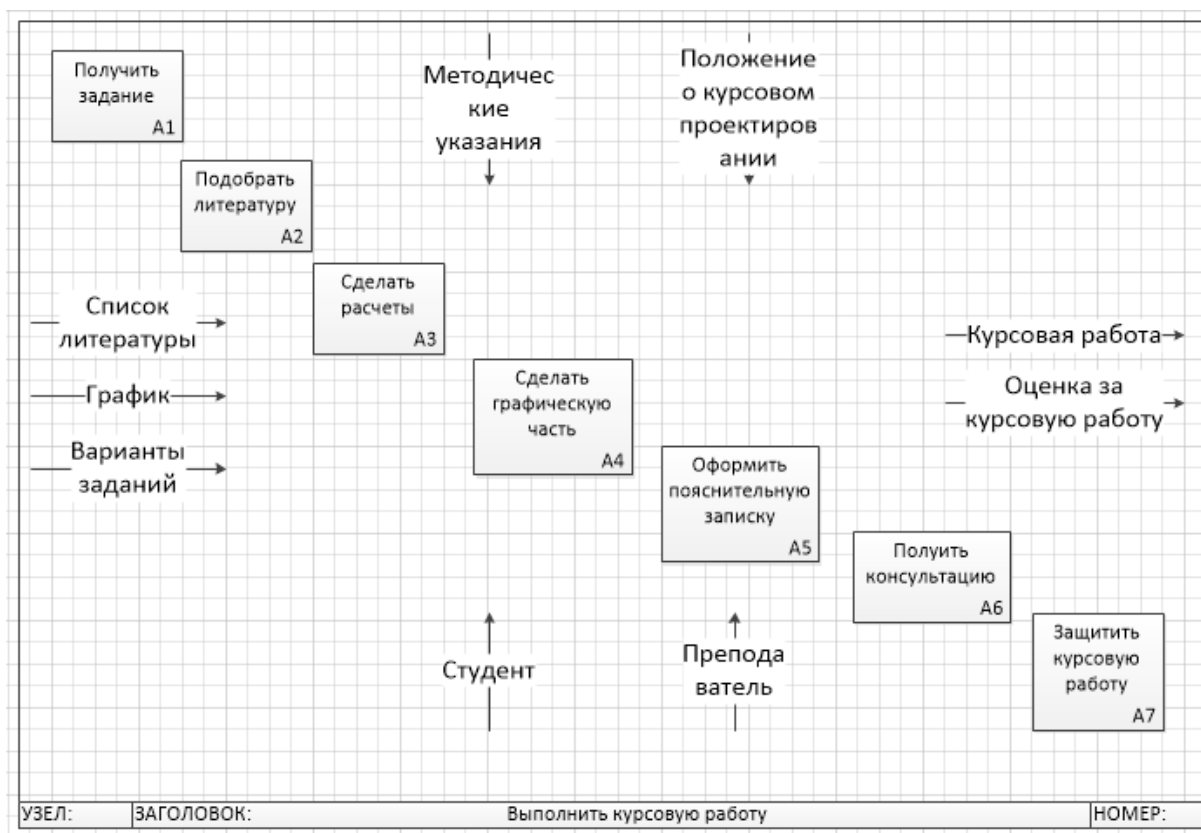 Получить
задание
A1
Методичес
кие
указания
Положение
о курсовом
проектиров
ании
Подобрать
литературу
A2
Сделать
расчеты
A3
Список
литературы
График
Варианты
заданий
Курсовая работа
Оценка за
курсовую работу
Сделать
графическую
часть
A4
Оформить
пояснительную
записку
A5
Полуить
консультацию
A6
Защитить
курсовую
работу
A7
Студент
Препода
ватель
УЗЕЛ:
ЗАГОЛОВОК:
Выполнить курсовую работу
НОМЕР: